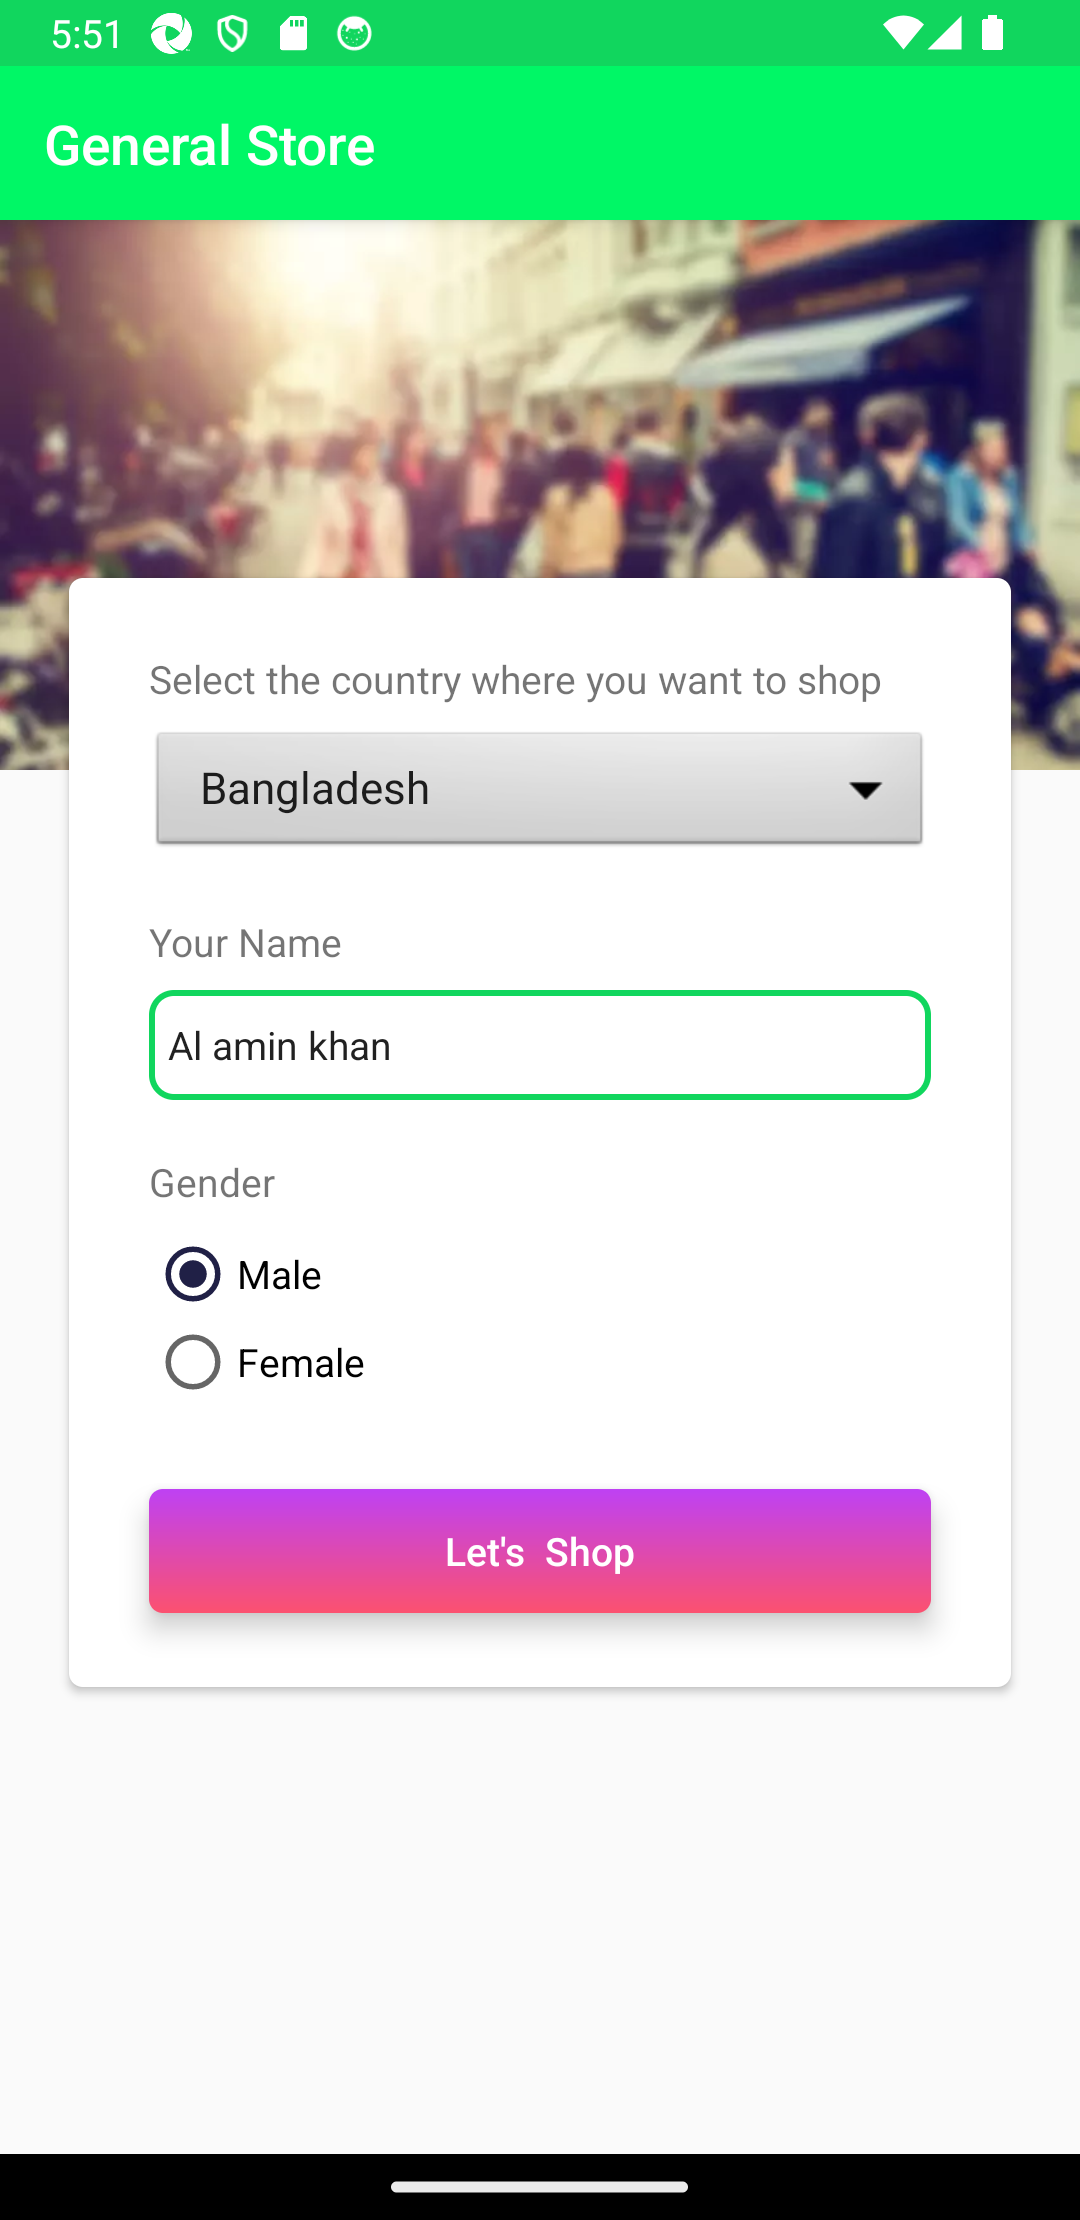 5:51
General Store
Select the country where you want to shop
Bangladesh
Your Name
Al amin khan
Gender
Male
Female
Let's  Shop